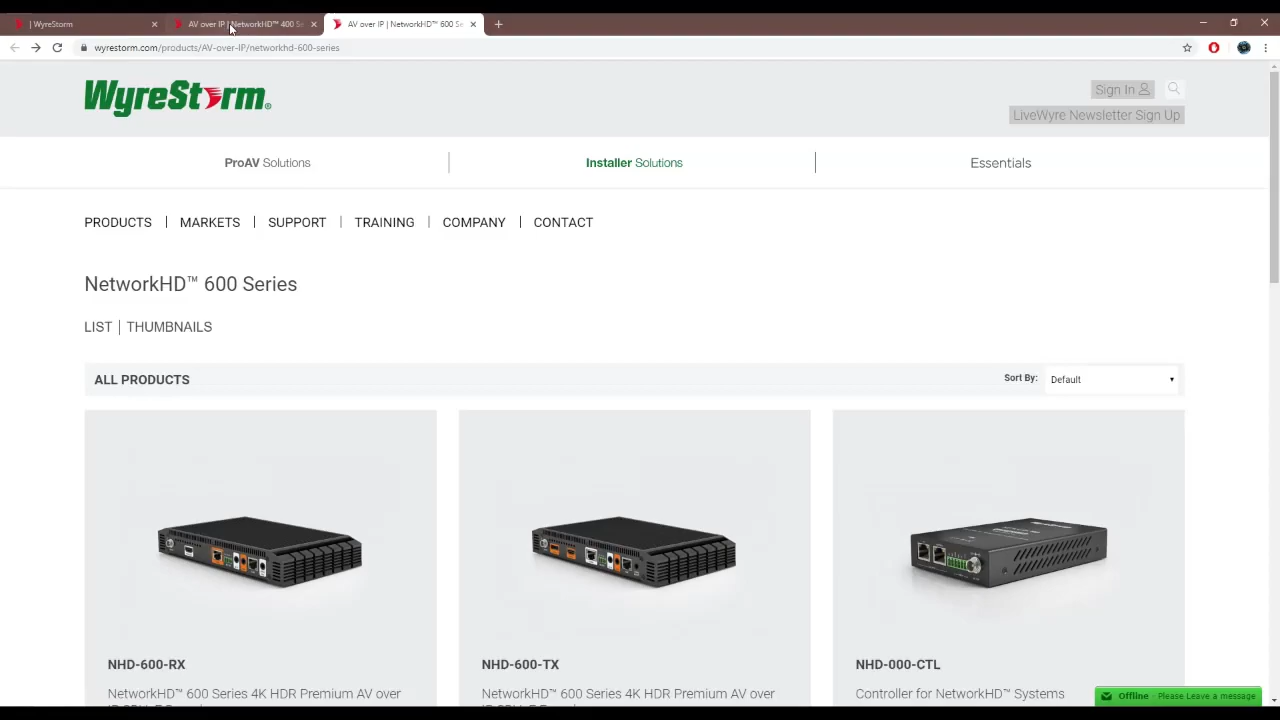 | WyreStorm
AV over IP | NetworkHD™ 400 Se
AV over IP | NetworkHD™ 600 Se
wyrestorm.com/products/AV-over-IP/networkhd-600-series
WyreStorm®
Sign In
LiveWyre Newsletter Sign Up
ProAV Solutions
Installer Solutions
Essentials
PRODUCTS | MARKETS | SUPPORT | TRAINING | COMPANY | CONTACT
NetworkHD™ 600 Series
LIST | THUMBNAILS
ALL PRODUCTS
Sort By:
Default
NHD-600-RX
NetworkHD™ 600 Series 4K HDR Premium AV over
NHD-600-TX
NetworkHD™ 600 Series 4K HDR Premium AV over
NHD-000-CTL
Controller for NetworkHD™ Systems
Offline - Please Leave a message